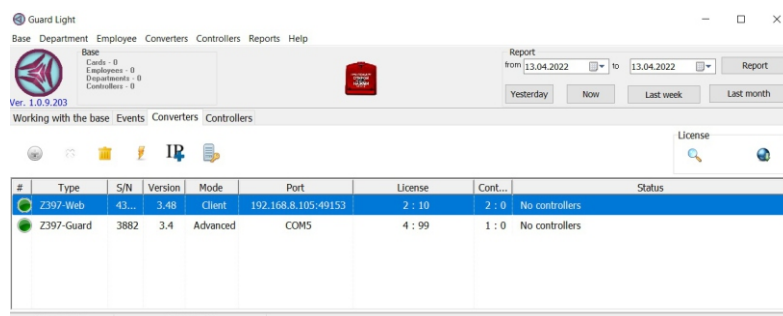 Guard Light
Base Department Employee Converters Controllers Reports Help
Base
Cards - 0
Employees - 0
Departments - 0
Controllers - 0
Ver. 1.0.9.203
Report
from 13.04.2022 to 13.04.2022 Report
Yesterday Now Last week Last month
Working with the base Events Converters Controllers
IP
License
# Type S/N Version Mode Port License Cont... Status
Z397-Web 43... 3.48 Client 192.168.8.105:49153 2 : 10 2 : 0 No controllers
Z397-Guard 3882 3.4 Advanced COM5 4 : 99 1 : 0 No controllers